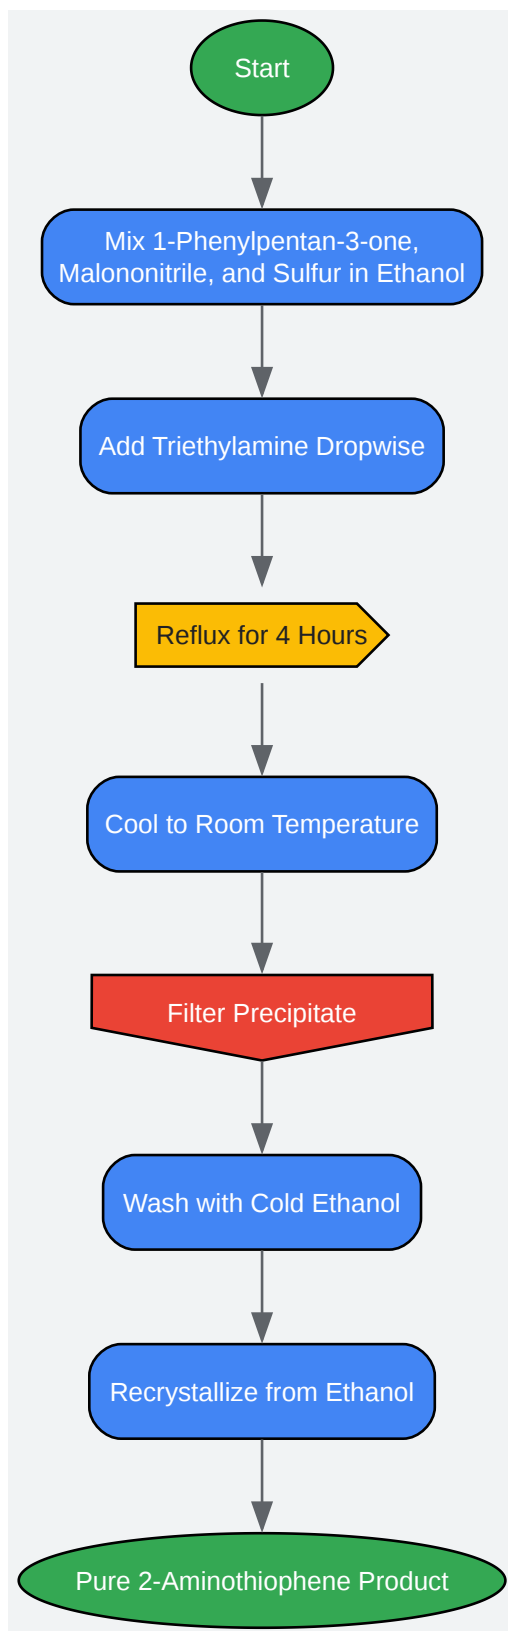 Start
Mix 1-Phenylpentan-3-one,
Malononitrile, and Sulfur in Ethanol
Add Triethylamine Dropwise
Reflux for 4 Hours
Cool to Room Temperature
Filter Precipitate
Wash with Cold Ethanol
Recrystallize from Ethanol
Pure 2-Aminothiophene Product